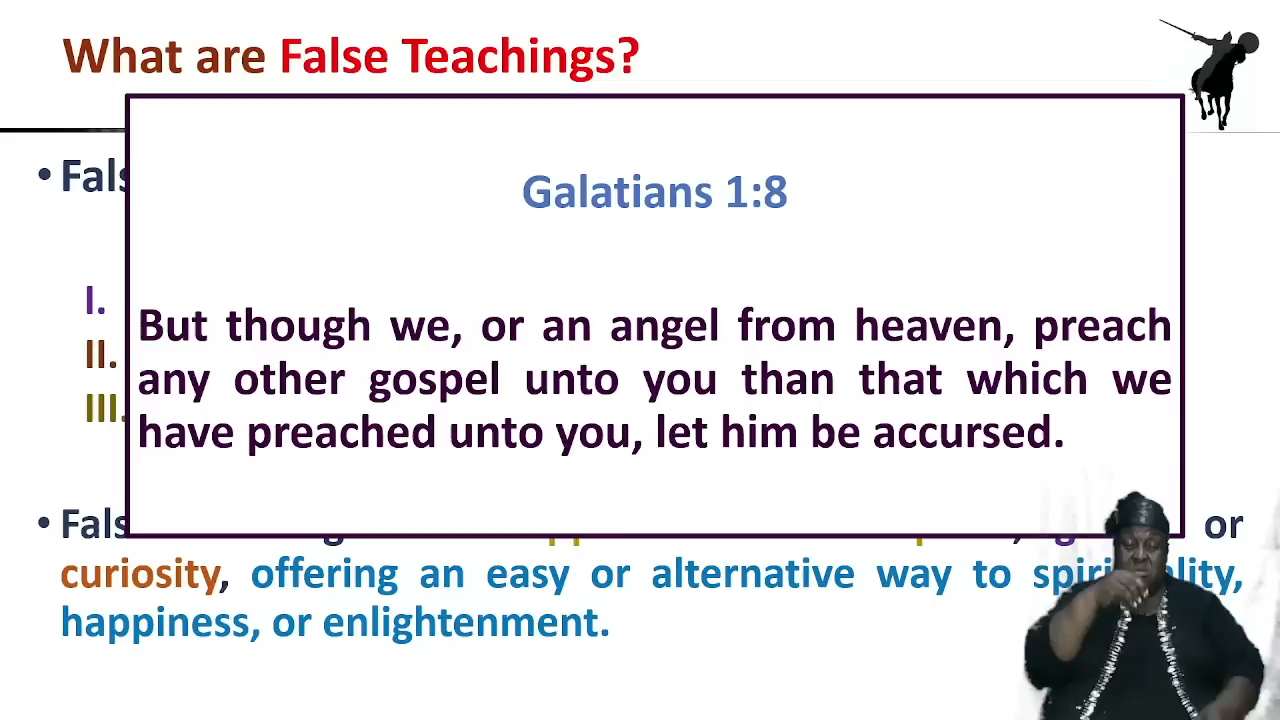 What are False Teachings?
Galatians 1:8
• Fals
I.
But though we, or an angel from heaven, preach
II.
any other gospel unto you than that which we
III.
have preached unto you, let him be accursed.
• Fals or
curiosity, offering an easy or alternative way to
happiness, or enlightenment.